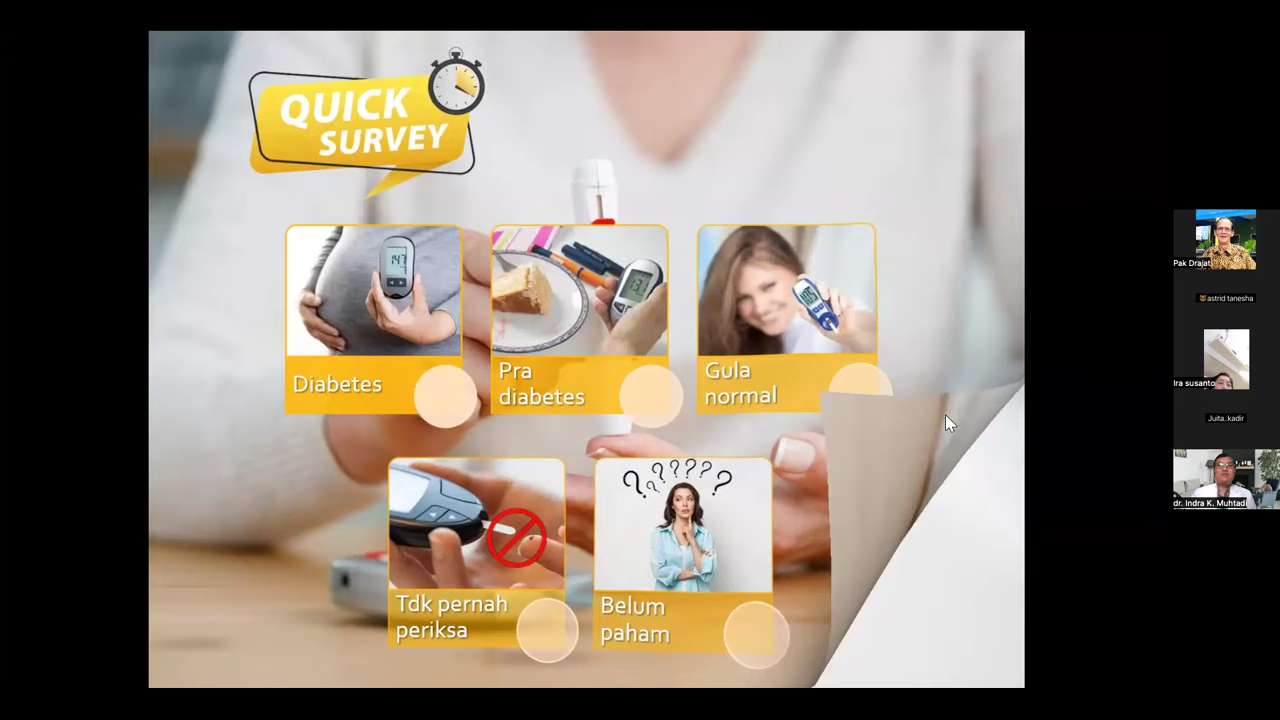 QUICK
SURVEY
147
Diabetes
Pra
diabetes
Gula
normal
Tdk pernah
periksa
Belum
paham
? ? ? ? ? ? ?
Pak Drajat
astrid tanesha
Ira susanto
Juita..kadir
dr. Indra K. Muhtadi